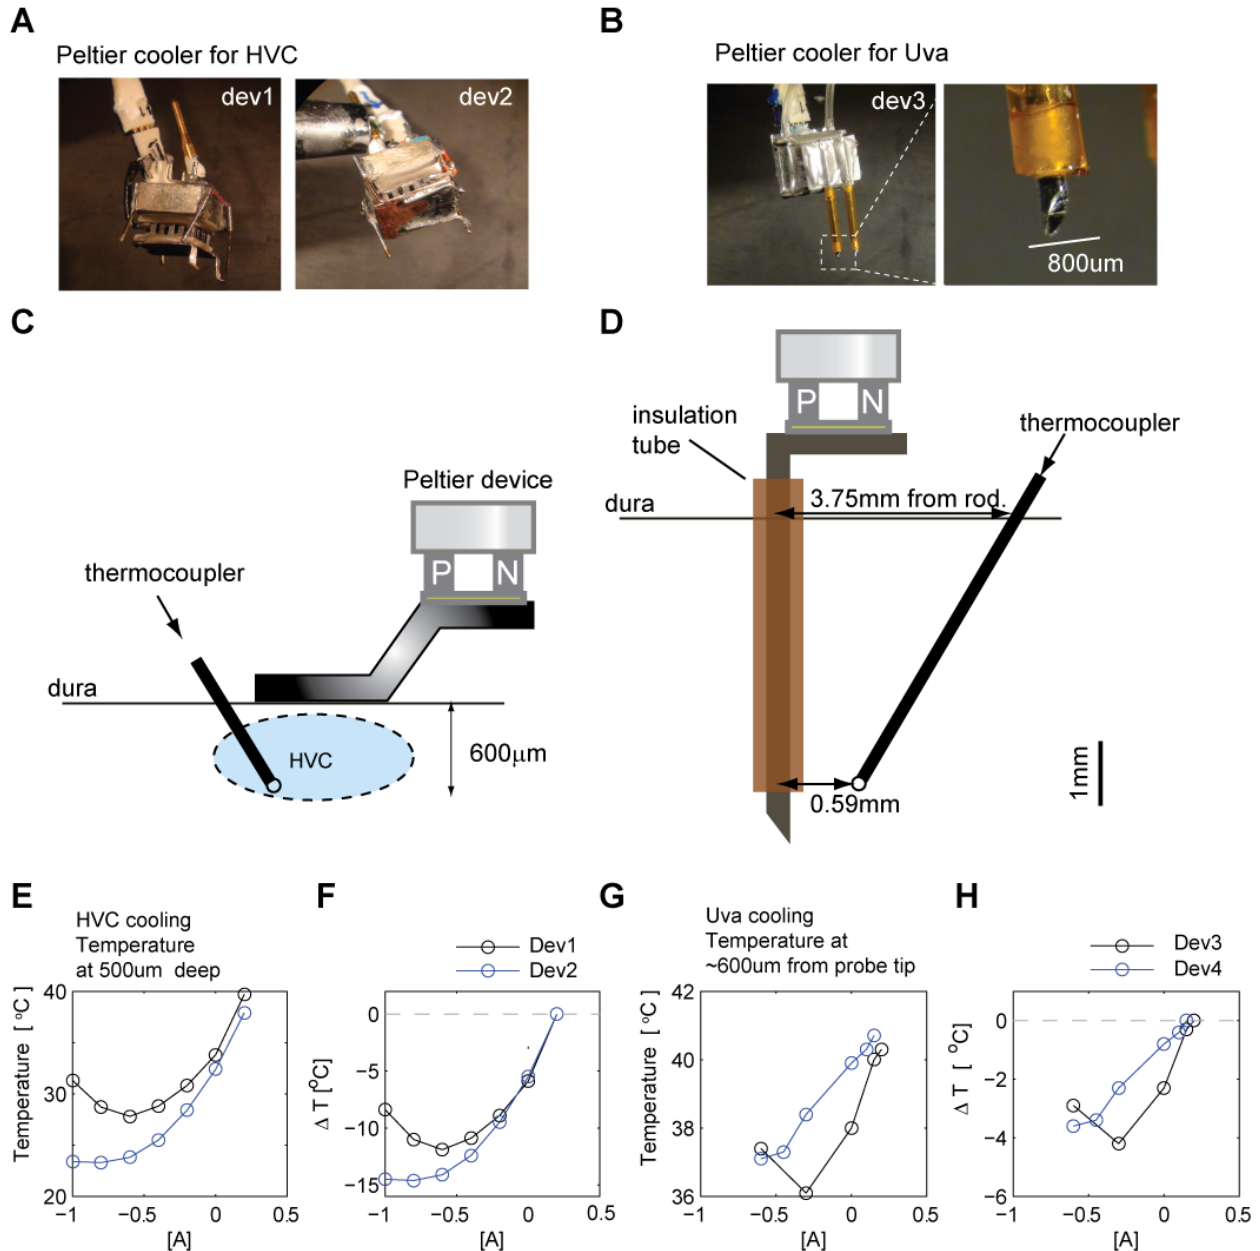 A
Peltier cooler for HVC
dev1
dev2
B
Peltier cooler for Uva
dev3
800um
C
Peltier device
P N
thermocoupler
dura
HVC
600μm
D
P N
insulation
tube
thermocoupler
dura
3.75mm from rod.
0.59mm
1mm
E
HVC cooling
Temperature
at 500um deep
Temperature [ °C ]
40
30
20
−1 −0.5 0 0.5
[A]
F
Dev1
Dev2
Δ T [°C]
0
−5
−10
−15
−1 −0.5 0 0.5
[A]
G
Uva cooling
Temperature at
~600um from probe tip
Temperature [ °C ]
42
40
38
36
−1 −0.5 0 0.5
[A]
H
Dev3
Dev4
Δ T [ °C]
0
−2
−4
−6
−1 −0.5 0 0.5
[A]